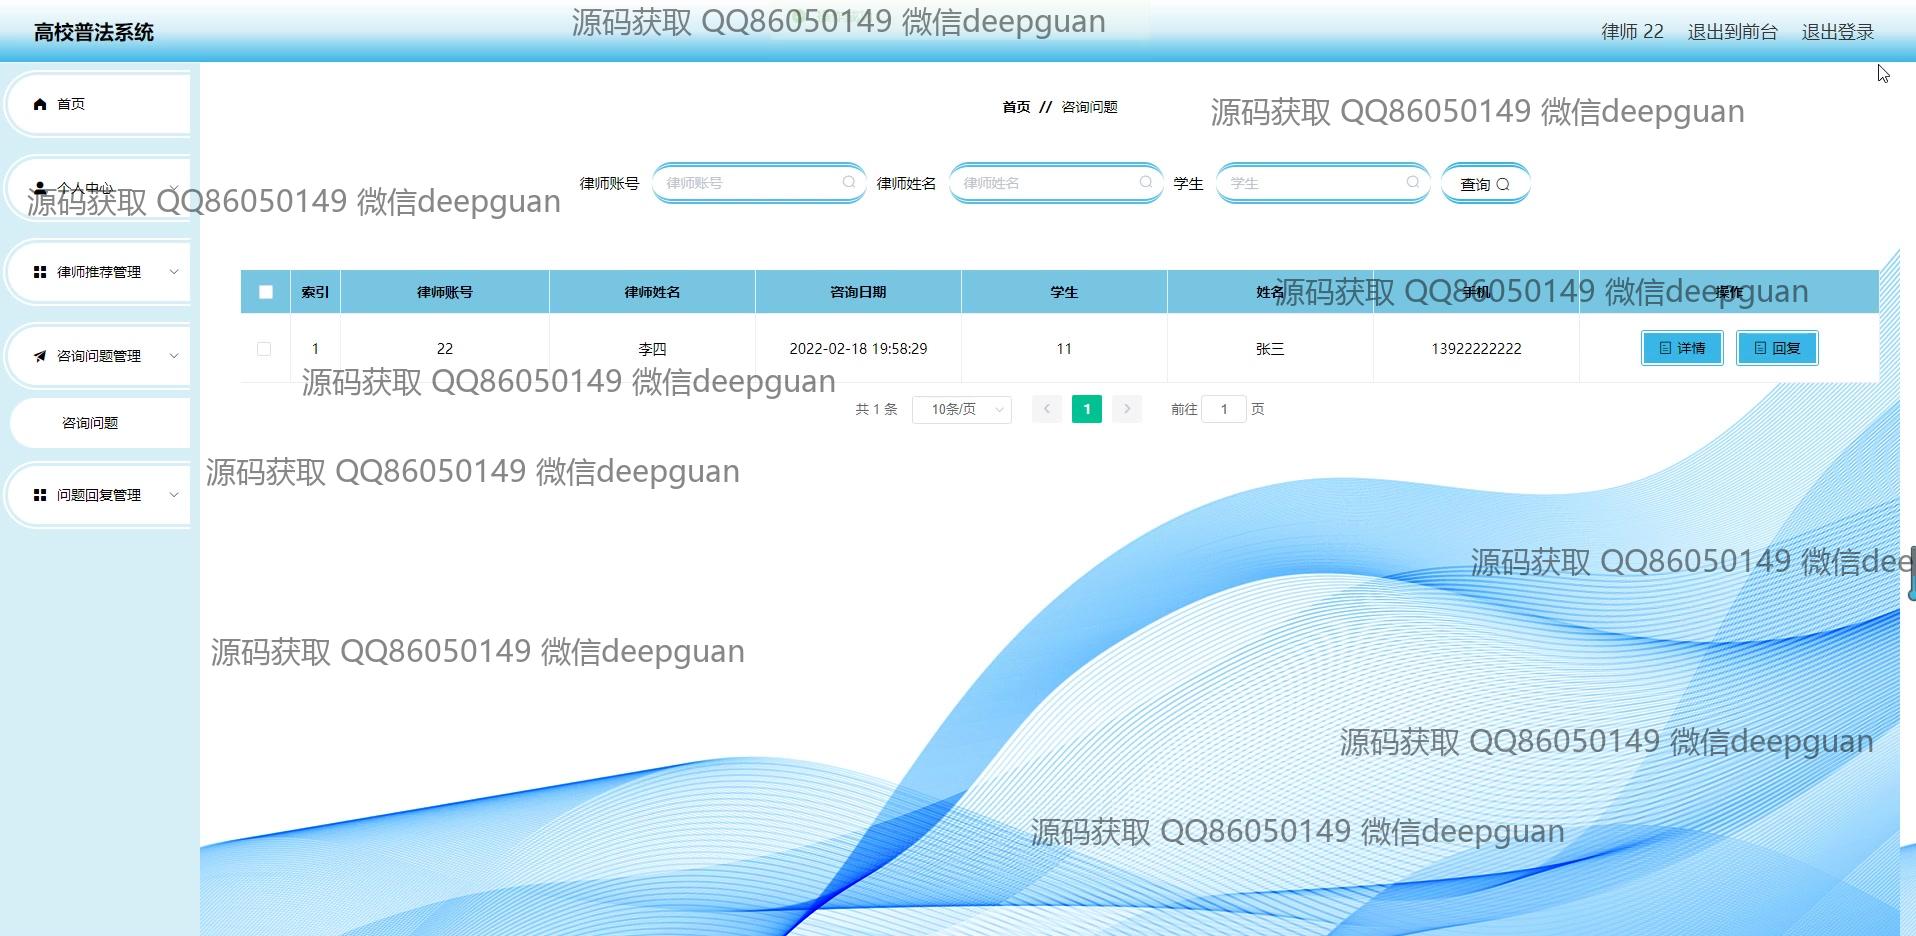 源码获取 QQ86050149 微信deepguan
高校普法系统
律师 22 退出到前台 退出登录
首页
首页 // 咨询问题
源码获取 QQ86050149 微信deepguan
个人中心
律师账号 律师账号 律师姓名 律师姓名 学生 学生 查询
源码获取 QQ86050149 微信deepguan
律师推荐管理
索引 律师账号 律师姓名 咨询日期 学生 姓名 手机 操作
源码获取 QQ86050149 微信deepguan
咨询问题管理
1 22 李四 2022-02-18 19:58:29 11 张三 13922222222 详情 回复
源码获取 QQ86050149 微信deepguan
共 1 条 10条/页 1 前往 1 页
咨询问题
源码获取 QQ86050149 微信deepguan
问题回复管理
源码获取 QQ86050149 微信dee
源码获取 QQ86050149 微信deepguan
源码获取 QQ86050149 微信deepguan
源码获取 QQ86050149 微信deepguan